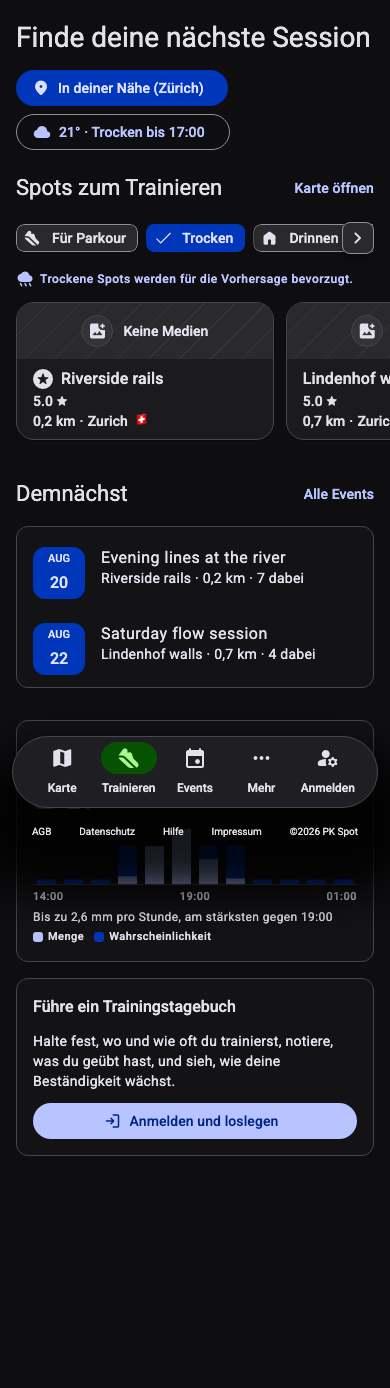 Finde deine nächste Session
In deiner Nähe (Zürich)
21° · Trocken bis 17:00
Spots zum Trainieren
Karte öffnen
Für Parkour
Trocken
Drinnen
Trockene Spots werden für die Vorhersage bevorzugt.
Keine Medien
Riverside rails
5.0
0,2 km · Zurich
Lindenhof w
5.0
0,7 km · Zuric
Demnächst
Alle Events
AUG
20
Evening lines at the river
Riverside rails · 0,2 km · 7 dabei
AUG
22
Saturday flow session
Lindenhof walls · 0,7 km · 4 dabei
Karte
Trainieren
Events
Mehr
Anmelden
AGB
Datenschutz
Hilfe
Impressum
©2026 PK Spot
14:00
19:00
01:00
Bis zu 2,6 mm pro Stunde, am stärksten gegen 19:00
Menge
Wahrscheinlichkeit
Führe ein Trainingstagebuch
Halte fest, wo und wie oft du trainierst, notiere,
was du geübt hast, und sieh, wie deine
Beständigkeit wächst.
Anmelden und loslegen